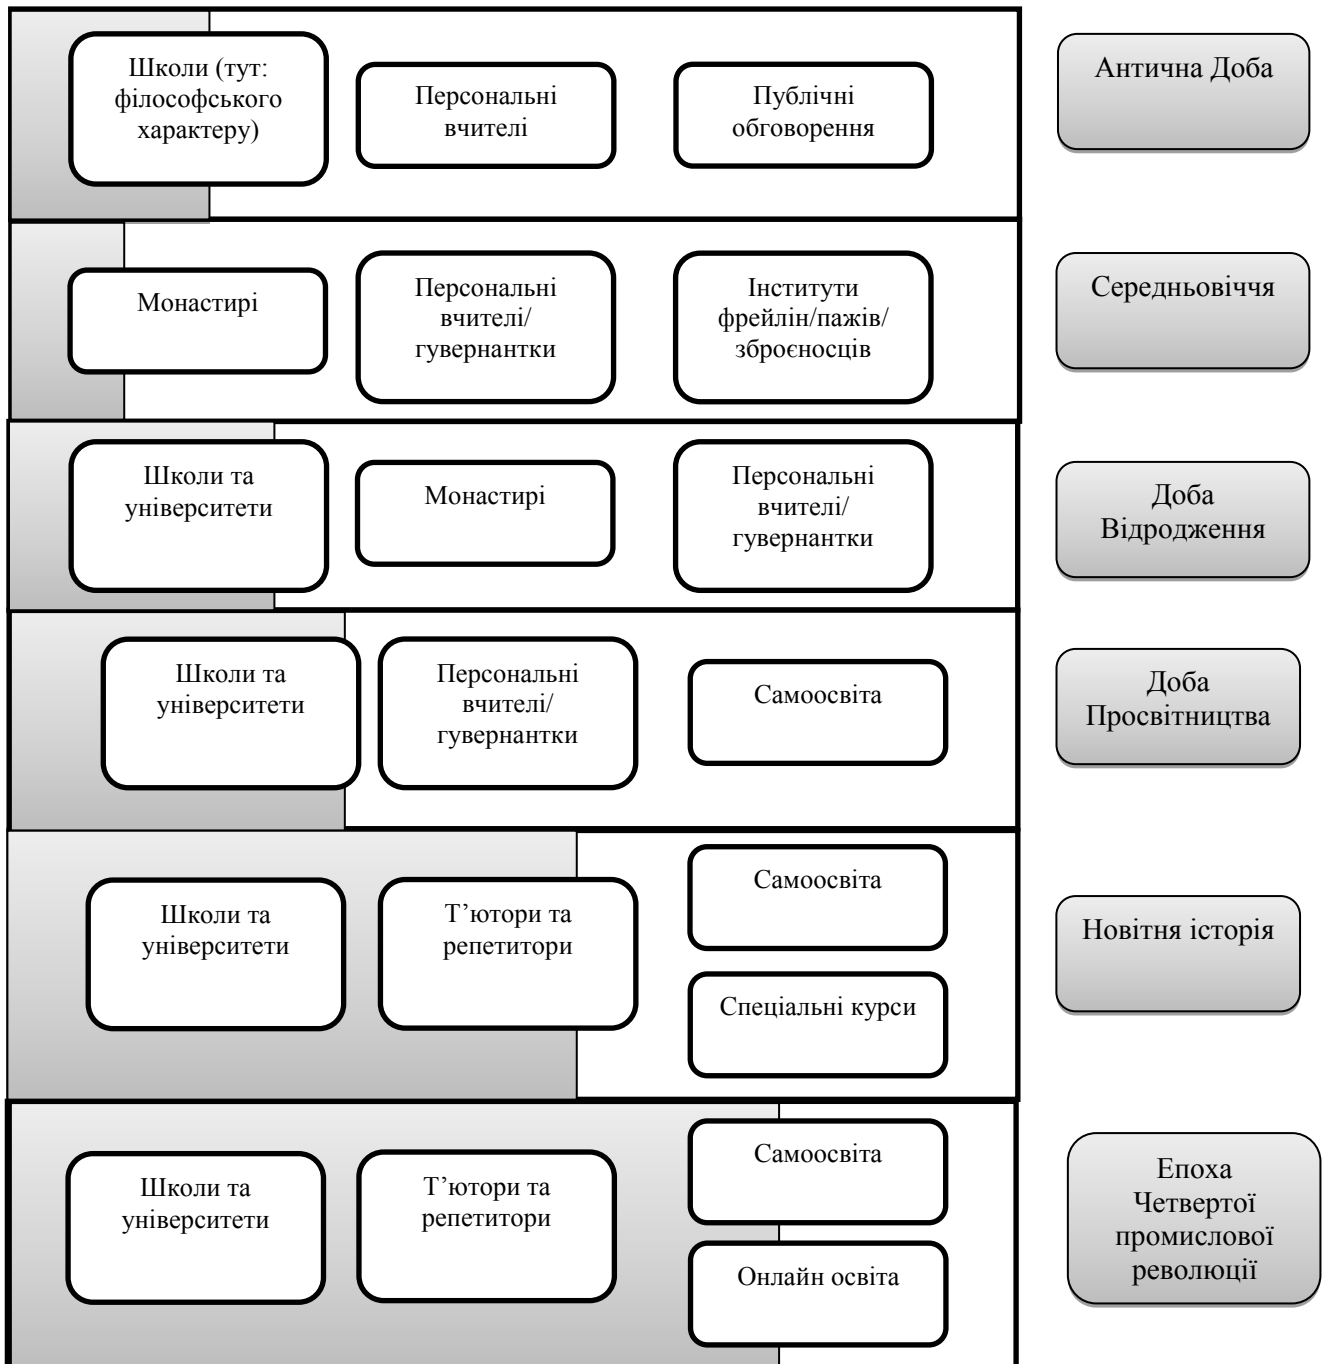 Школи (тут:
філософського
характеру)
Персональні
вчителі
Публічні
обговорення
Антична Доба
Монастирі
Персональні
вчителі/
гувернантки
Інститути
фрейлін/пажів/
зброєносців
Середньовіччя
Школи та
університети
Монастирі
Персональні
вчителі/
гувернантки
Доба
Відродження
Школи та
університети
Персональні
вчителі/
гувернантки
Самоосвіта
Доба
Просвітництва
Школи та
університети
Т’ютори та
репетитори
Самоосвіта
Спеціальні курси
Новітня історія
Школи та
університети
Т’ютори та
репетитори
Самоосвіта
Онлайн освіта
Епоха
Четвертої
промислової
революції